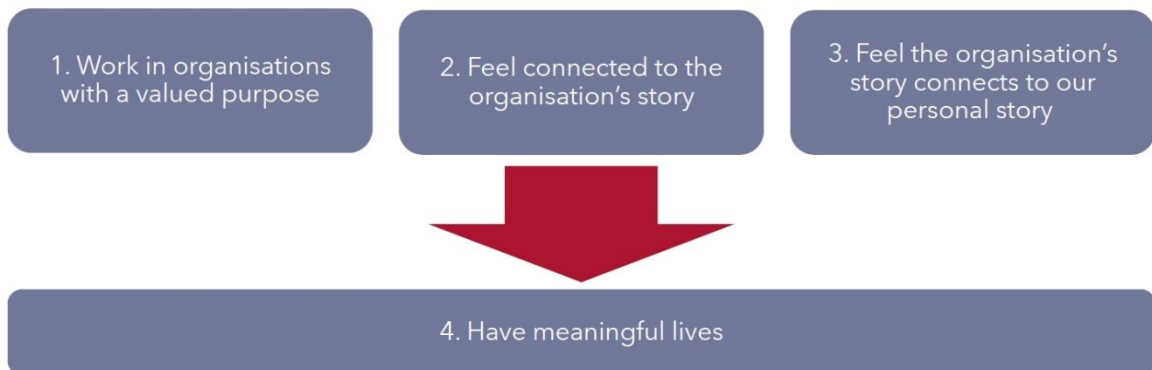 1. Work in organisations
with a valued purpose
2. Feel connected to the
organisation’s story
3. Feel the organisation’s
story connects to our
personal story
4. Have meaningful lives